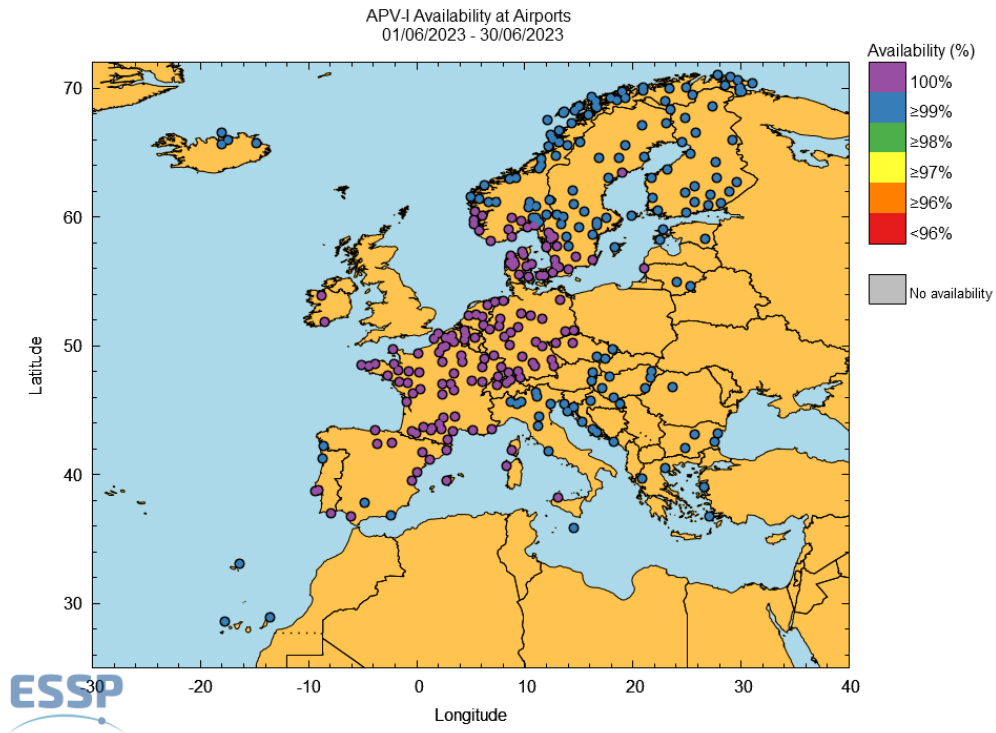 APV-I Availability at Airports
01/06/2023 - 30/06/2023
Availability (%)
100%
≥99%
≥98%
≥97%
≥96%
<96%
No availability
70
60
50
40
30
Latitude
-30
-20
-10
0
10
20
30
40
Longitude
ESSP